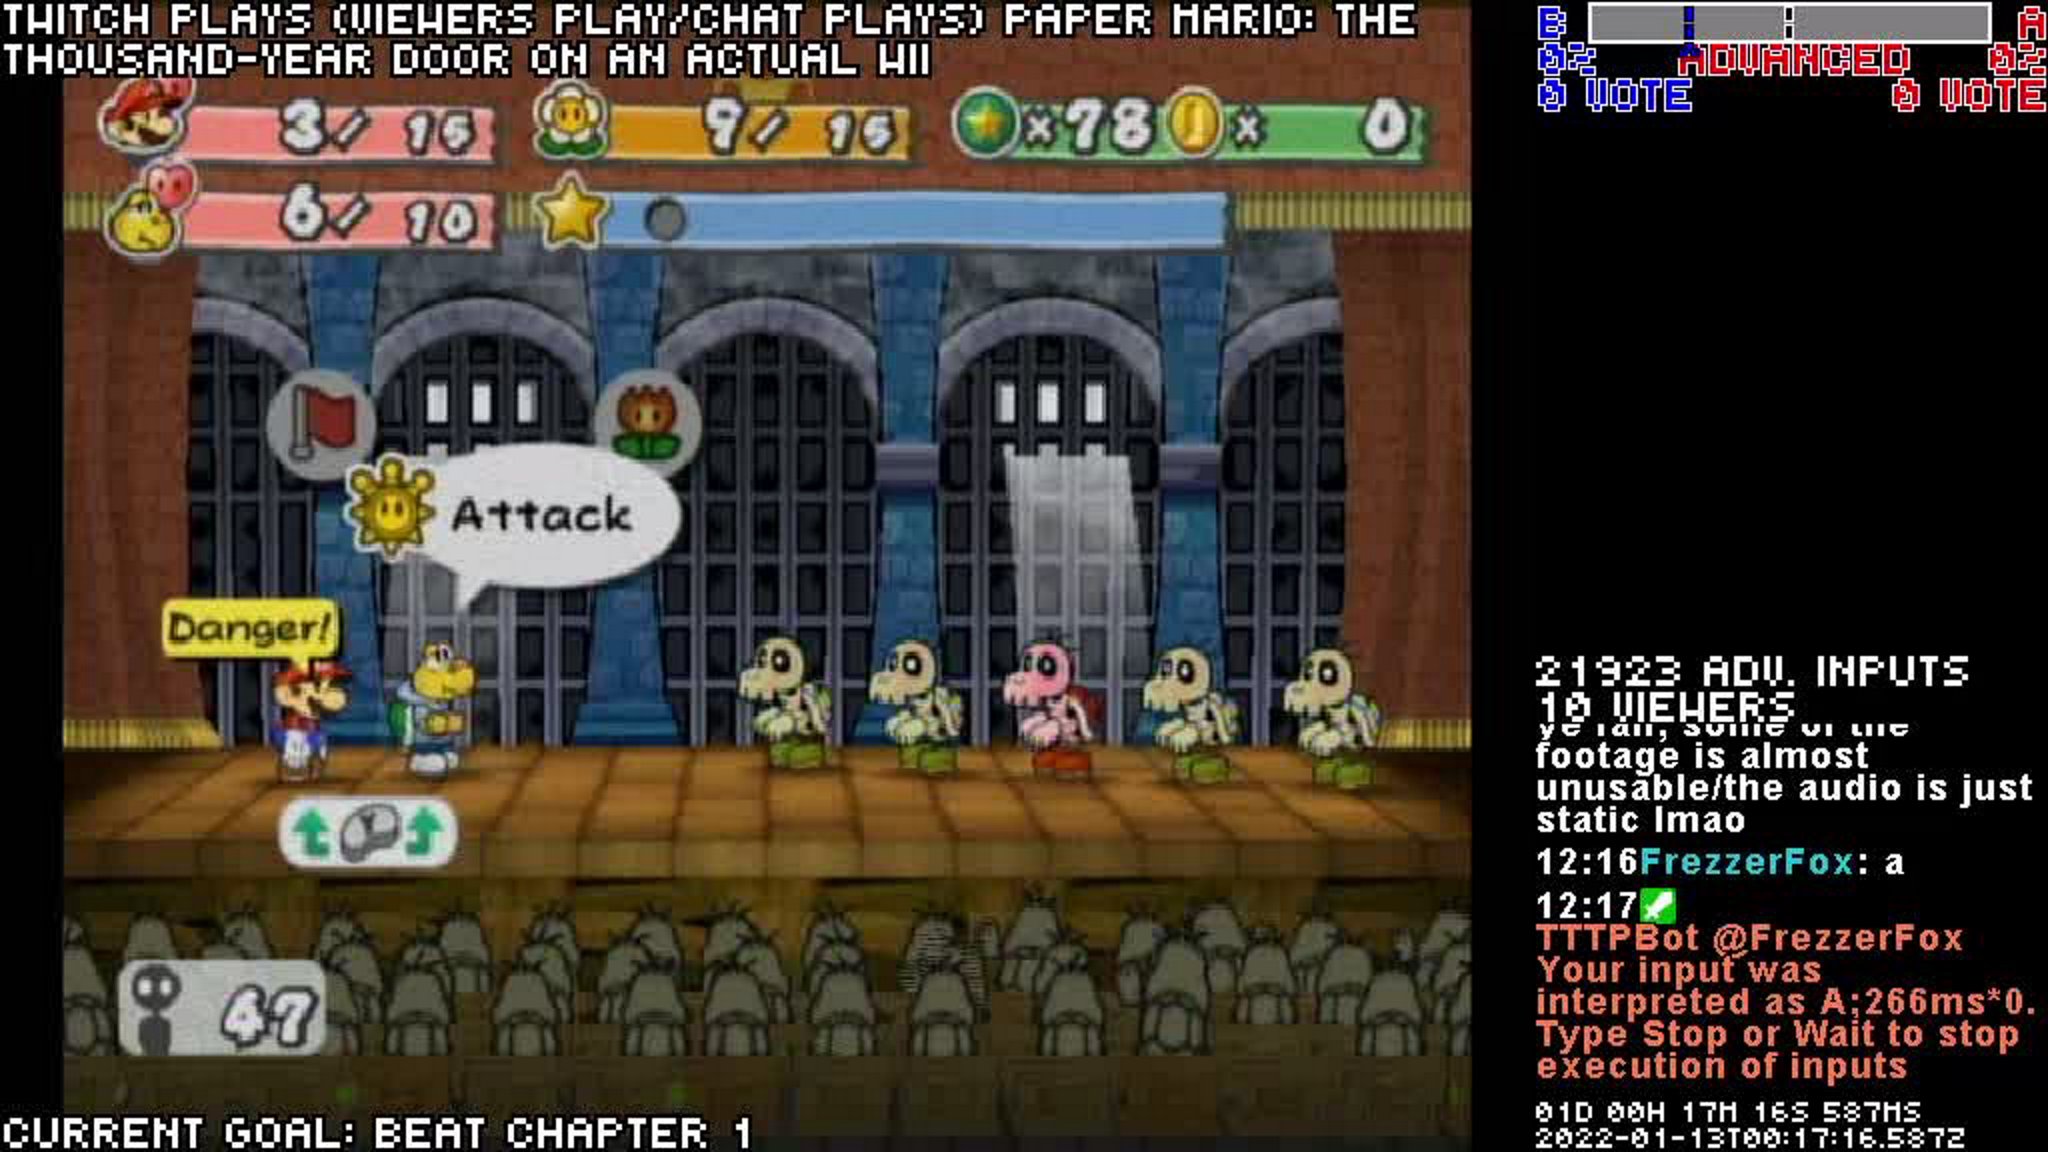 TWITCH PLAYS (VIEWERS PLAY/CHAT PLAYS) PAPER MARIO: THE
THOUSAND-YEAR DOOR ON AN ACTUAL WII
B A
0% ADVANCED 0%
0 VOTE 0 VOTE
3/ 15 9/ 15 ×78 × 0
6/ 10
Attack
Danger!
Y
47
21923 ADV. INPUTS
10 VIEWERS
footage is almost
unusable/the audio is just
static lmao
12:16FrezzerFox: a
12:17
TTTPBot @FrezzerFox
Your input was
interpreted as A;266ms*0.
Type Stop or Wait to stop
execution of inputs
01D 00H 17M 16S 587MS
2022-01-13T00:17:16.587Z
CURRENT GOAL: BEAT CHAPTER 1